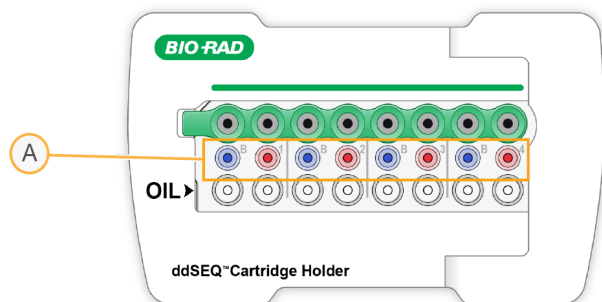 BIO-RAD
A
B 1 B 2 B 3 B 4
OIL
ddSEQ™Cartridge Holder